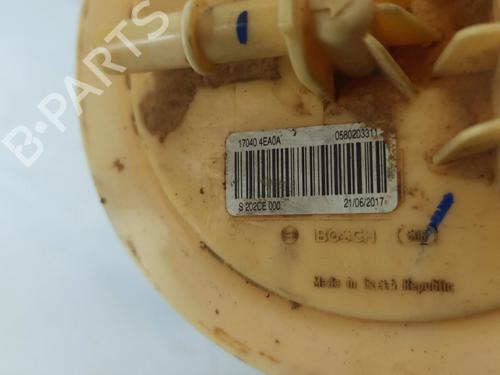 B-PARTS
17040 4EA0A 0580203311
S 202CE 000 21/06/2017
BOSCH
Made in Czech Republic